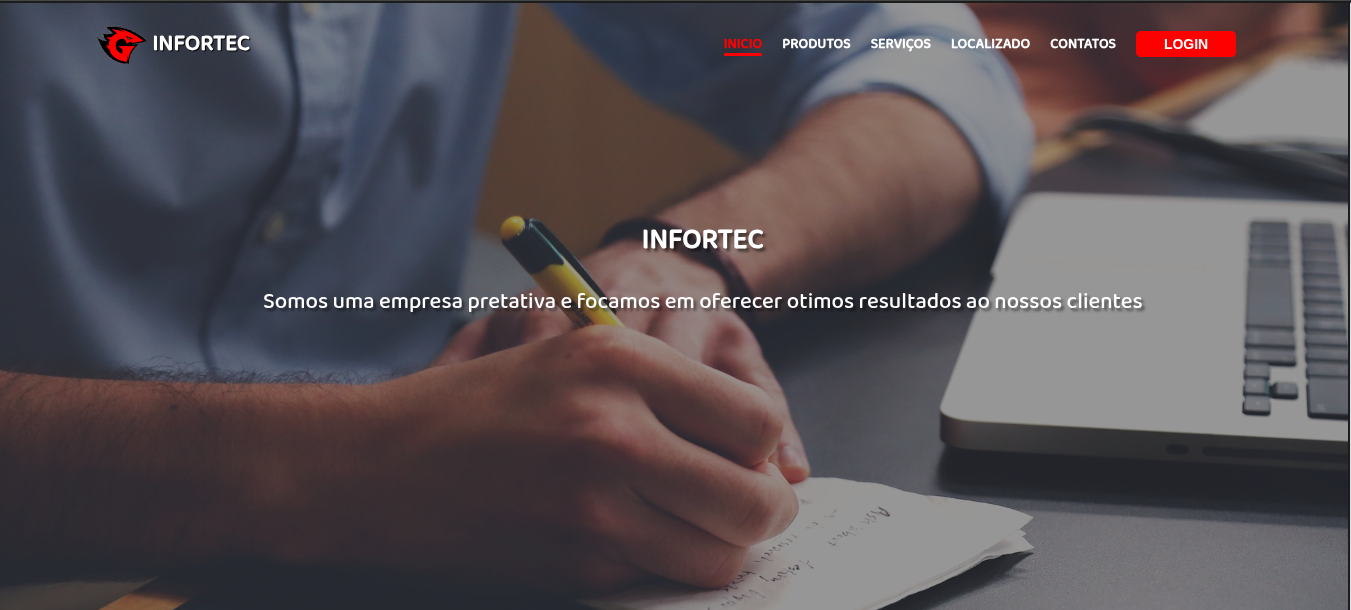 INFORTEC
INICIO PRODUTOS SERVIÇOS LOCALIZADO CONTATOS LOGIN
INFORTEC
Somos uma empresa pretativa e focamos em oferecer otimos resultados ao nossos clientes